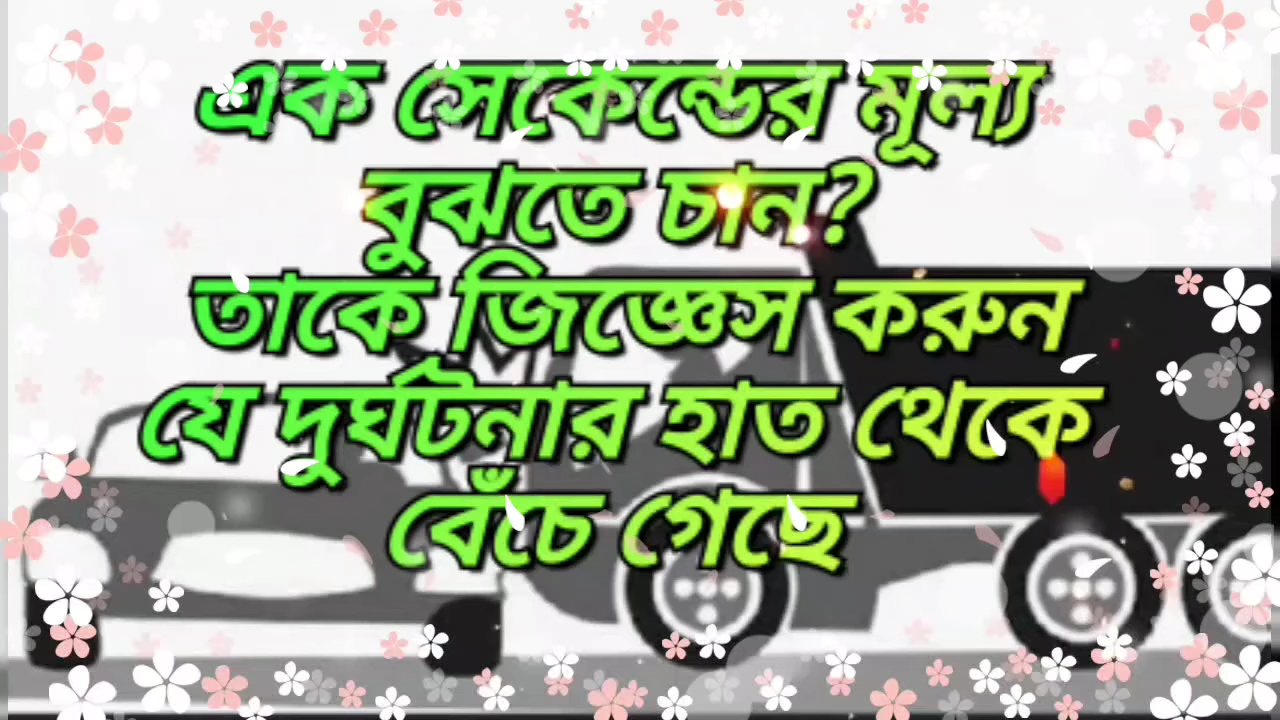 এক সেকেন্ডের মূল্য
বুঝতে চান?
তাকে জিজ্ঞেস করুন
যে দুর্ঘটনার হাত থেকে
বেঁচে গেছে